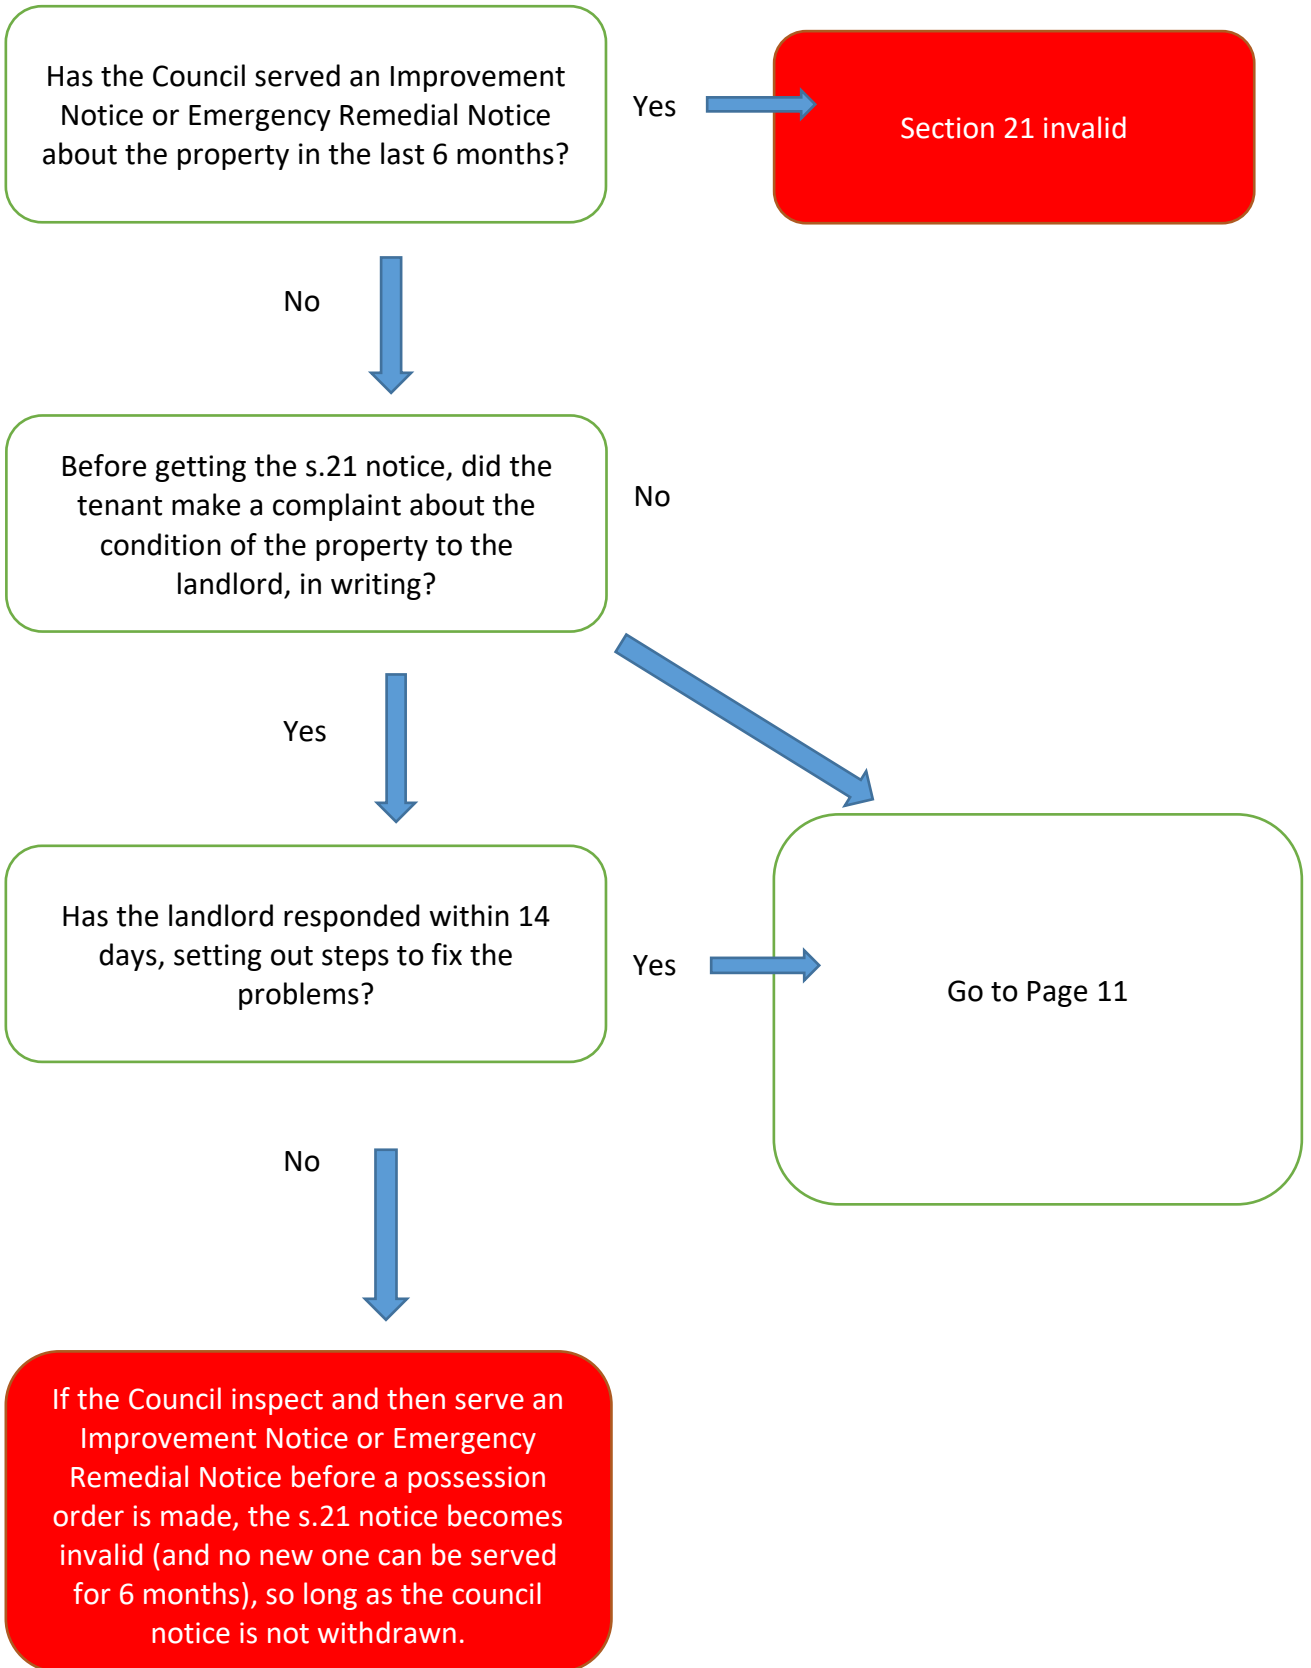 Has the Council served an Improvement
Notice or Emergency Remedial Notice
about the property in the last 6 months?
Yes
Section 21 invalid
No
Before getting the s.21 notice, did the
tenant make a complaint about the
condition of the property to the
landlord, in writing?
No
Yes
Has the landlord responded within 14
days, setting out steps to fix the
problems?
Yes
Go to Page 11
No
If the Council inspect and then serve an
Improvement Notice or Emergency
Remedial Notice before a possession
order is made, the s.21 notice becomes
invalid (and no new one can be served
for 6 months), so long as the council
notice is not withdrawn.